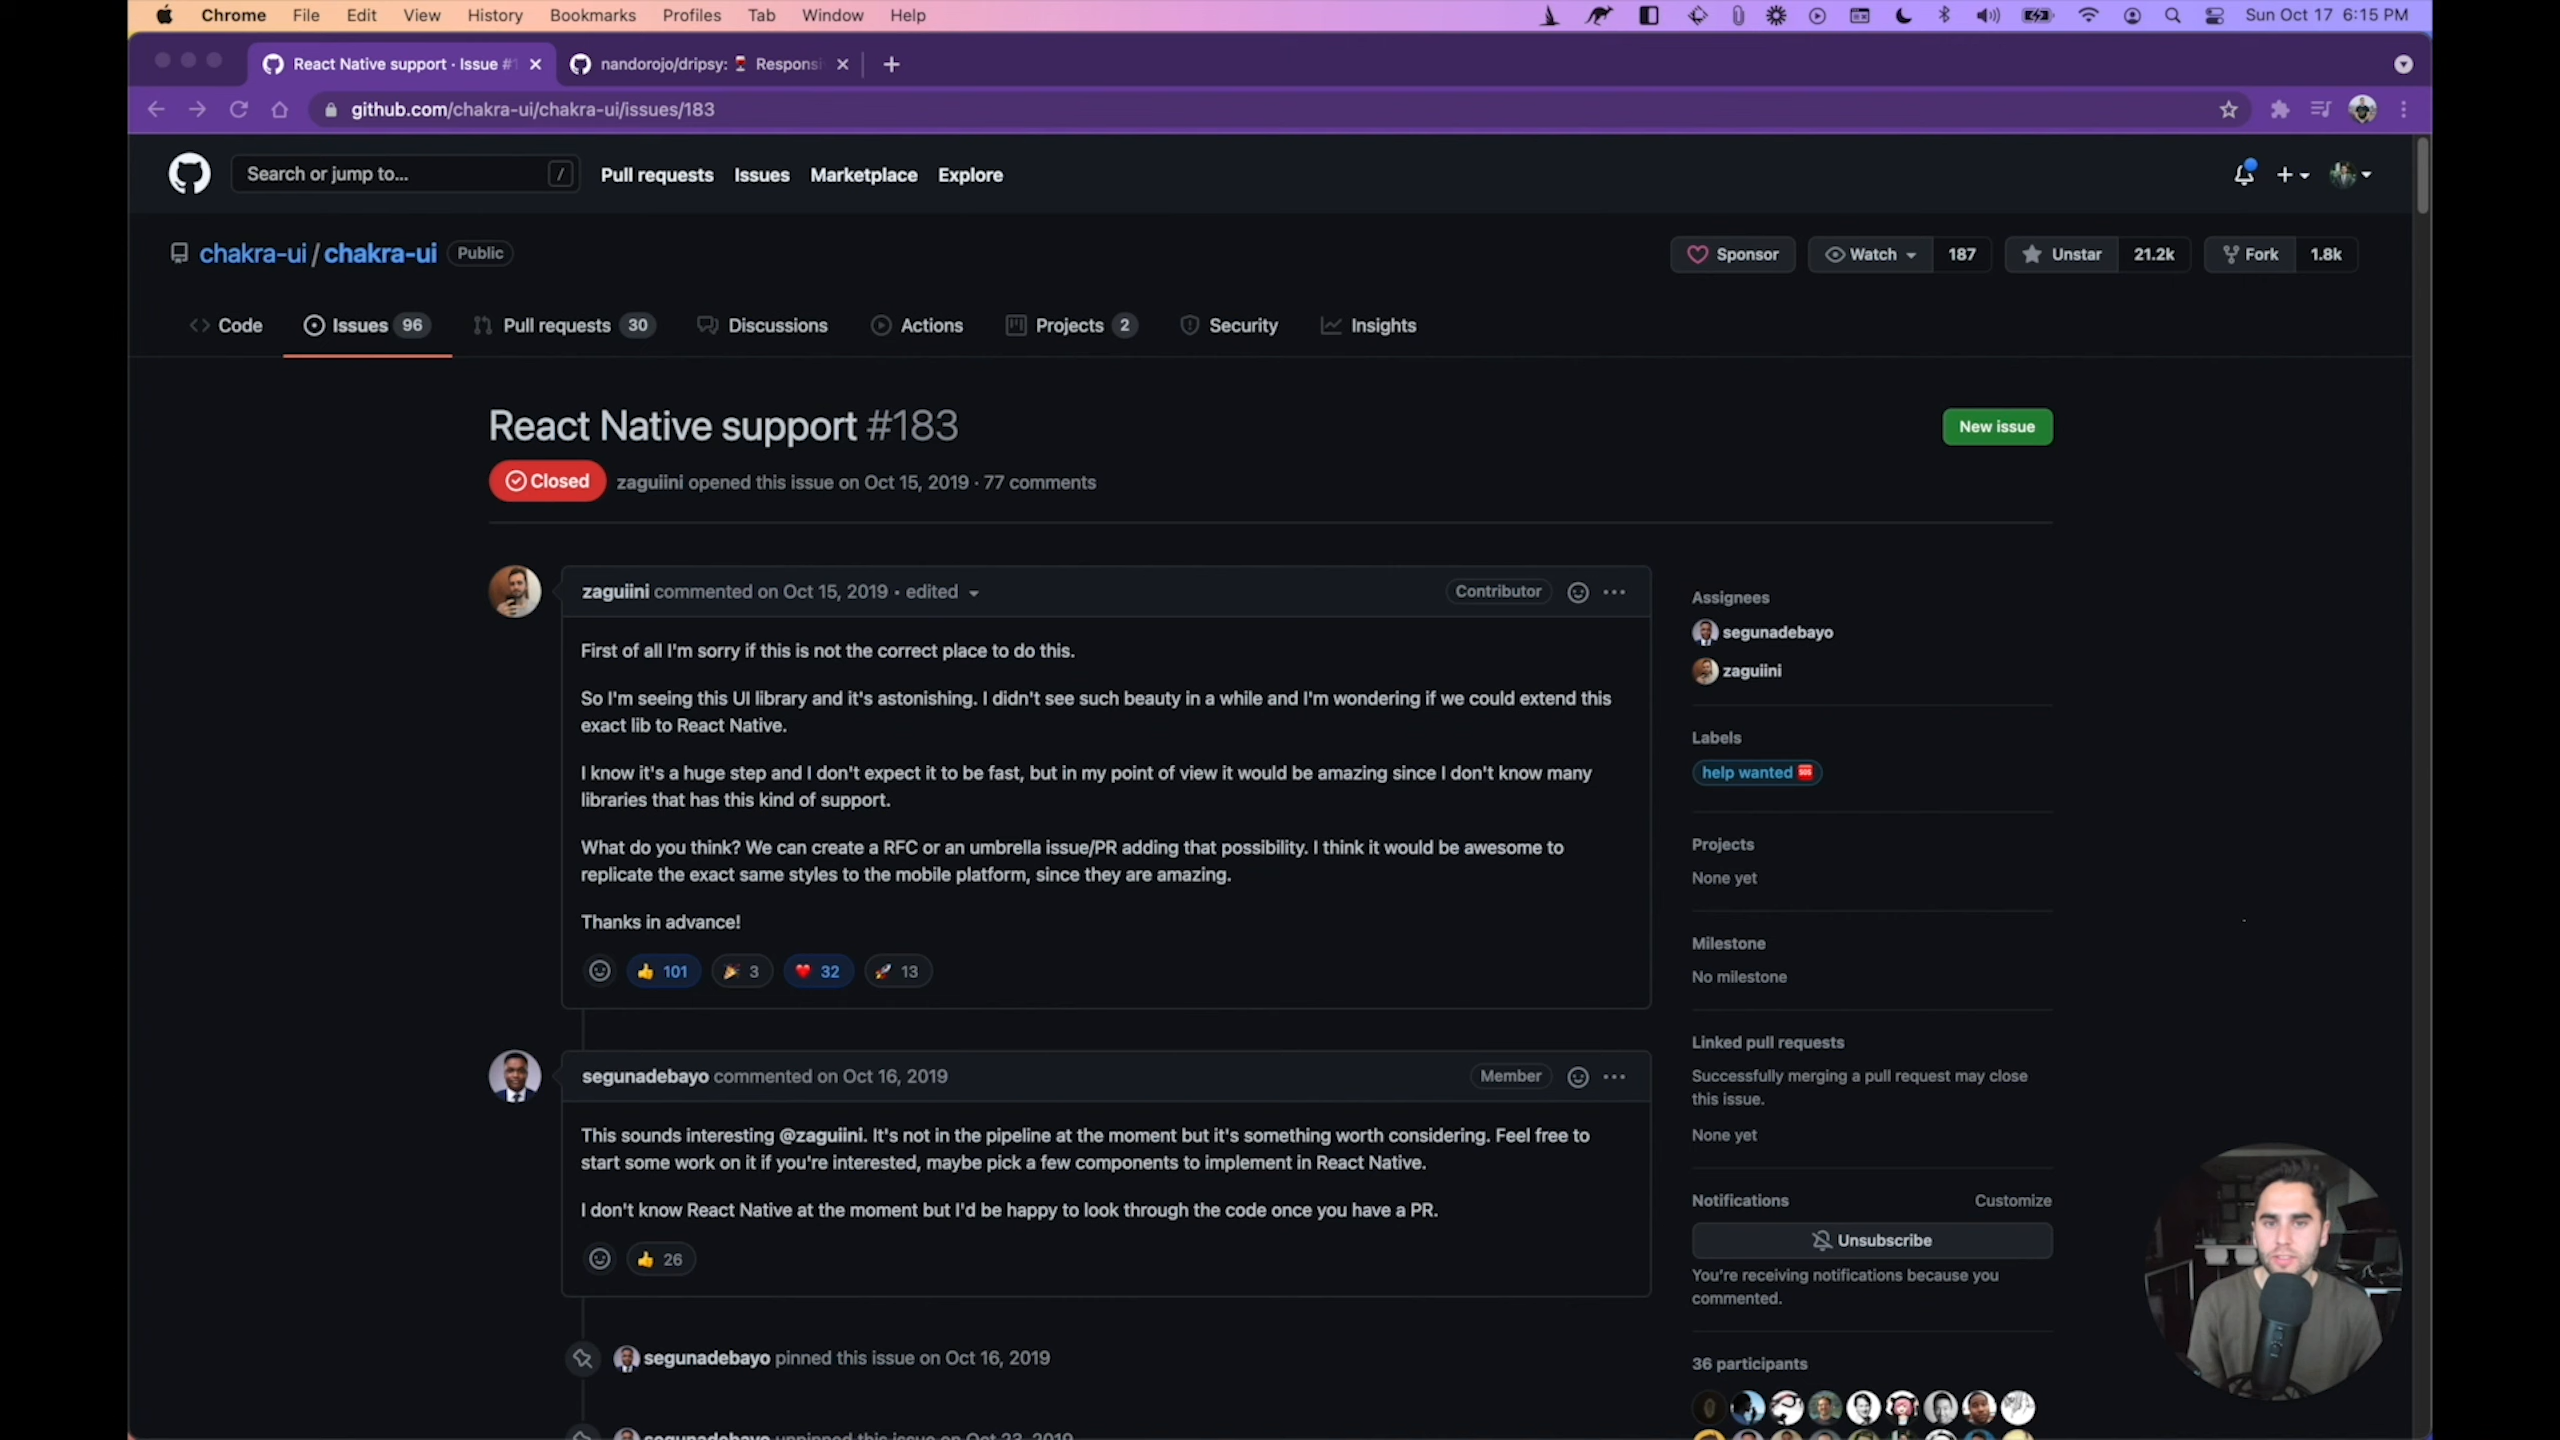 Chrome File Edit View History Bookmarks Profiles Tab Window Help Sun Oct 17 6:15 PM
React Native support · Issue #1 nandorojo/dripsy: 🍷 Respons
github.com/chakra-ui/chakra-ui/issues/183
Search or jump to... / Pull requests Issues Marketplace Explore
chakra-ui / chakra-ui Public Sponsor Watch 187 Unstar 21.2k Fork 1.8k
Code Issues 96 Pull requests 30 Discussions Actions Projects 2 Security Insights
React Native support #183 New issue
Closed zaguiini opened this issue on Oct 15, 2019 · 77 comments
zaguiini commented on Oct 15, 2019 • edited Contributor
First of all I'm sorry if this is not the correct place to do this.
So I'm seeing this UI library and it's astonishing. I didn't see such beauty in a while and I'm wondering if we could extend this
exact lib to React Native.
I know it's a huge step and I don't expect it to be fast, but in my point of view it would be amazing since I don't know many
libraries that has this kind of support.
What do you think? We can create a RFC or an umbrella issue/PR adding that possibility. I think it would be awesome to
replicate the exact same styles to the mobile platform, since they are amazing.
Thanks in advance!
👍 101 🎉 3 ❤️ 32 🚀 13
segunadebayo commented on Oct 16, 2019 Member
This sounds interesting @zaguiini. It's not in the pipeline at the moment but it's something worth considering. Feel free to
start some work on it if you're interested, maybe pick a few components to implement in React Native.
I don't know React Native at the moment but I'd be happy to look through the code once you have a PR.
👍 26
segunadebayo pinned this issue on Oct 16, 2019
segunadebayo unpinned this issue on Oct 23, 2019
Assignees
segunadebayo
zaguiini
Labels
help wanted 🆘
Projects
None yet
Milestone
No milestone
Linked pull requests
Successfully merging a pull request may close
this issue.
None yet
Notifications Customize
Unsubscribe
You're receiving notifications because you
commented.
36 participants